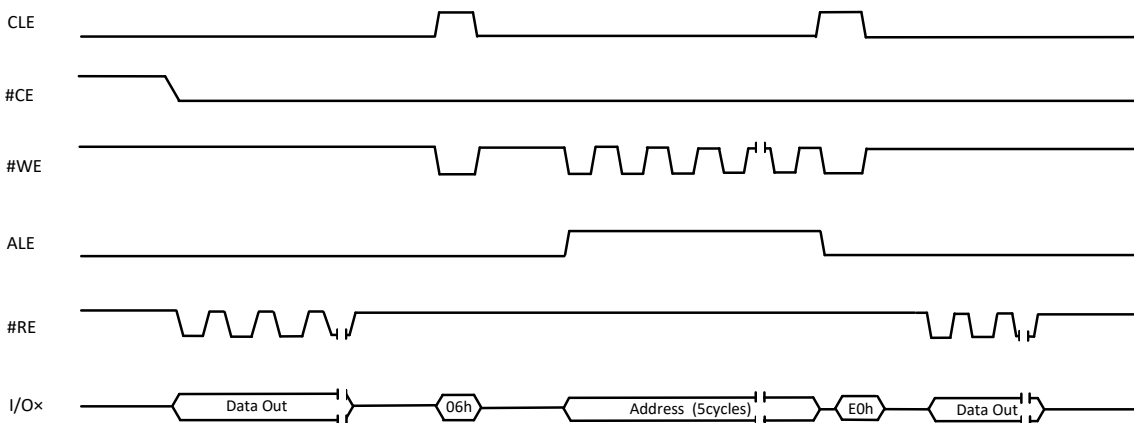 CLE
#CE
#WE
ALE
#RE
I/O×
Data Out
06h
Address (5cycles)
E0h
Data Out